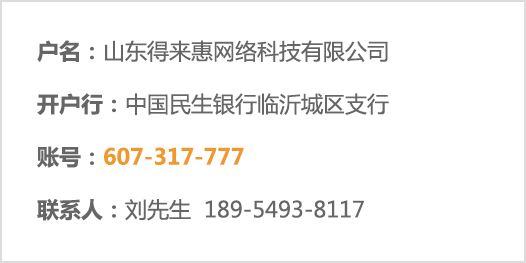 户名：山东得来惠网络科技有限公司
开户行：中国民生银行临沂城区支行
账号：607-317-777
联系人：刘先生 189-5493-8117